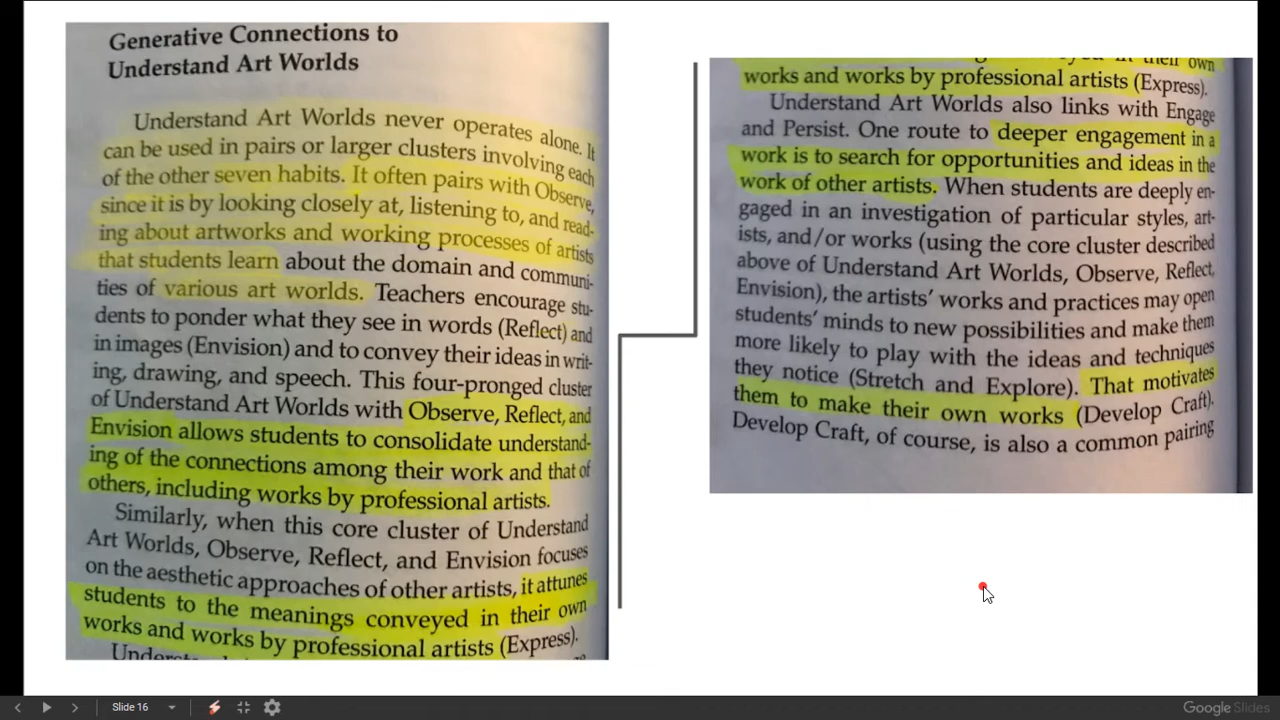 Generative Connections to
Understand Art Worlds
Understand Art Worlds never operates alone. It
can be used in pairs or larger clusters involving each
of the other seven habits. It often pairs with Observe,
since it is by looking closely at, listening to, and read-
ing about artworks and working processes of artists
that students learn about the domain and communi-
ties of various art worlds. Teachers encourage stu-
dents to ponder what they see in words (Reflect) and
in images (Envision) and to convey their ideas in writ-
ing, drawing, and speech. This four-pronged cluster
of Understand Art Worlds with Observe, Reflect, and
Envision allows students to consolidate understand-
ing of the connections among their work and that of
others, including works by professional artists.
Similarly, when this core cluster of Understand
Art Worlds, Observe, Reflect, and Envision focuses
on the aesthetic approaches of other artists, it attunes
students to the meanings conveyed in their own
works and works by professional artists (Express).
in their own
works and works by professional artists (Express).
Understand Art Worlds also links with Engage
and Persist. One route to deeper engagement in a
work is to search for opportunities and ideas in the
work of other artists. When students are deeply en-
gaged in an investigation of particular styles, art-
ists, and/or works (using the core cluster described
above of Understand Art Worlds, Observe, Reflect,
Envision), the artists' works and practices may open
students' minds to new possibilities and make them
more likely to play with the ideas and techniques
they notice (Stretch and Explore). That motivates
them to make their own works (Develop Craft).
Develop Craft, of course, is also a common pairing
Slide 16
Google Slides